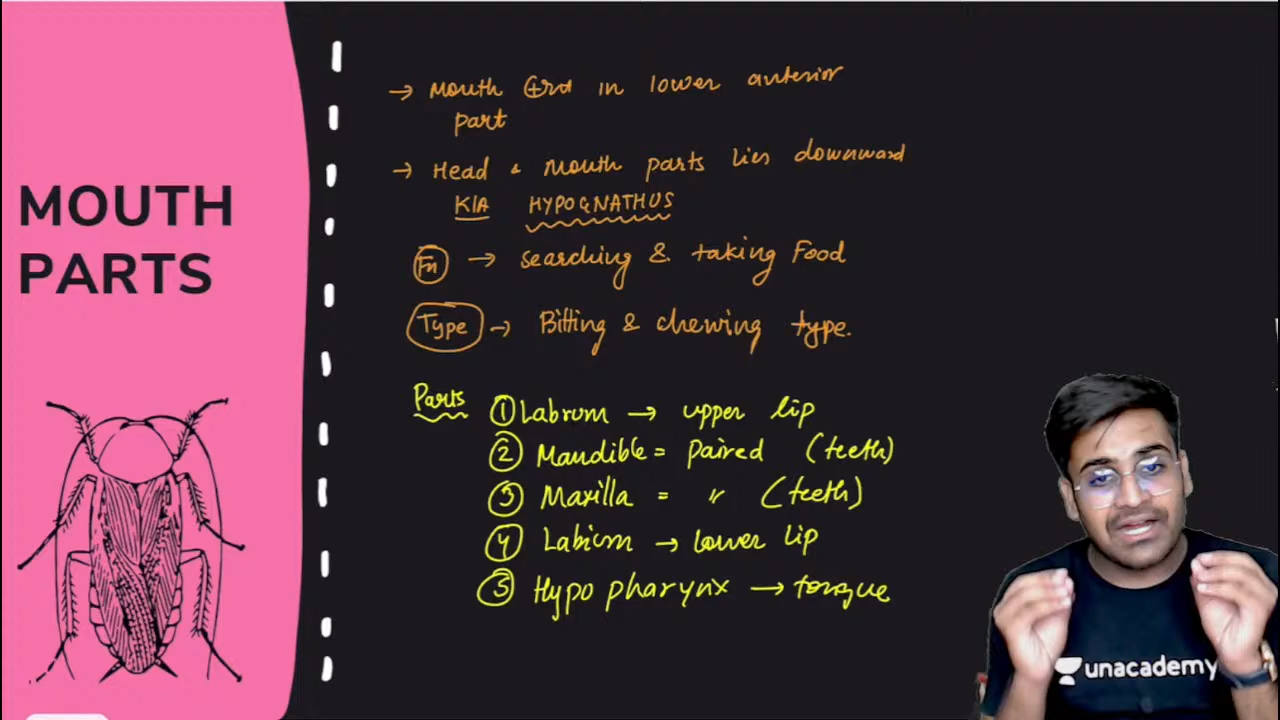 MOUTH
PARTS
→ Mouth in lower anterior
part
→ Head & Mouth parts lies downward
K/A HYPOGNATHUS
Fn → searching & taking Food
Type → Bitting & chewing type.
Parts
① Labrum → upper lip
② Mandible = paired (teeth)
③ Maxilla = 〃 (teeth)
④ Labium → lower lip
⑤ Hypo pharynx → tongue
unacademy